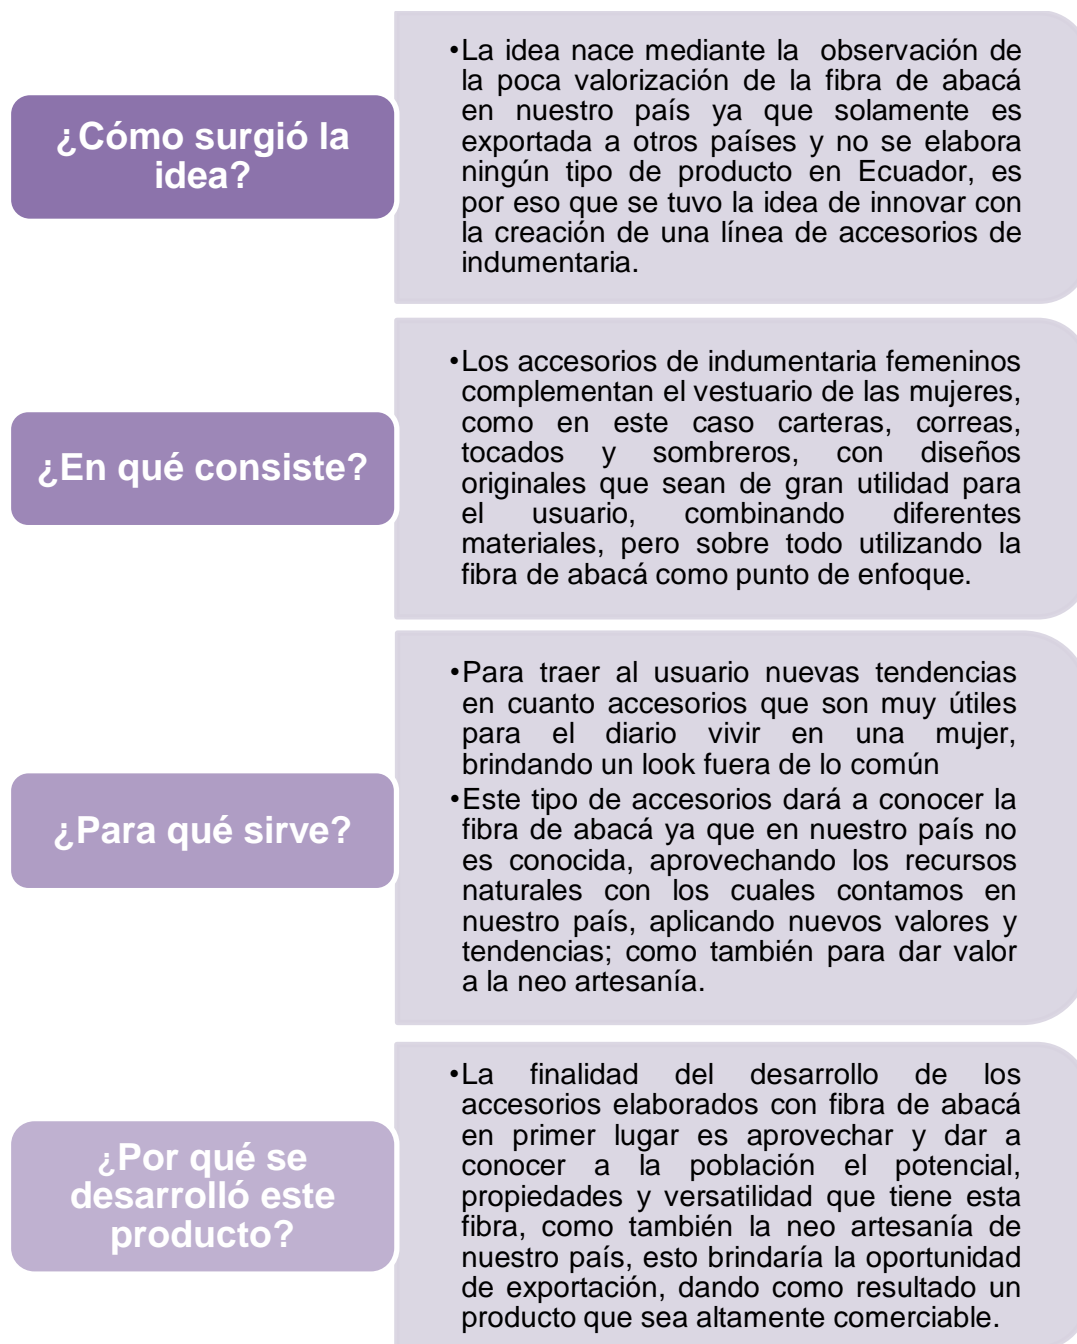 ¿Cómo surgió la
idea?
•La idea nace mediante la observación de
la poca valorización de la fibra de abacá
en nuestro país ya que solamente es
exportada a otros países y no se elabora
ningún tipo de producto en Ecuador, es
por eso que se tuvo la idea de innovar con
la creación de una línea de accesorios de
indumentaria.
¿En qué consiste?
•Los accesorios de indumentaria femeninos
complementan el vestuario de las mujeres,
como en este caso carteras, correas,
tocados y sombreros, con diseños
originales que sean de gran utilidad para
el usuario, combinando diferentes
materiales, pero sobre todo utilizando la
fibra de abacá como punto de enfoque.
¿Para qué sirve?
•Para traer al usuario nuevas tendencias
en cuanto accesorios que son muy útiles
para el diario vivir en una mujer,
brindando un look fuera de lo común
•Este tipo de accesorios dará a conocer la
fibra de abacá ya que en nuestro país no
es conocida, aprovechando los recursos
naturales con los cuales contamos en
nuestro país, aplicando nuevos valores y
tendencias; como también para dar valor
a la neo artesanía.
¿Por qué se
desarrolló este
producto?
•La finalidad del desarrollo de los
accesorios elaborados con fibra de abacá
en primer lugar es aprovechar y dar a
conocer a la población el potencial,
propiedades y versatilidad que tiene esta
fibra, como también la neo artesanía de
nuestro país, esto brindaría la oportunidad
de exportación, dando como resultado un
producto que sea altamente comerciable.